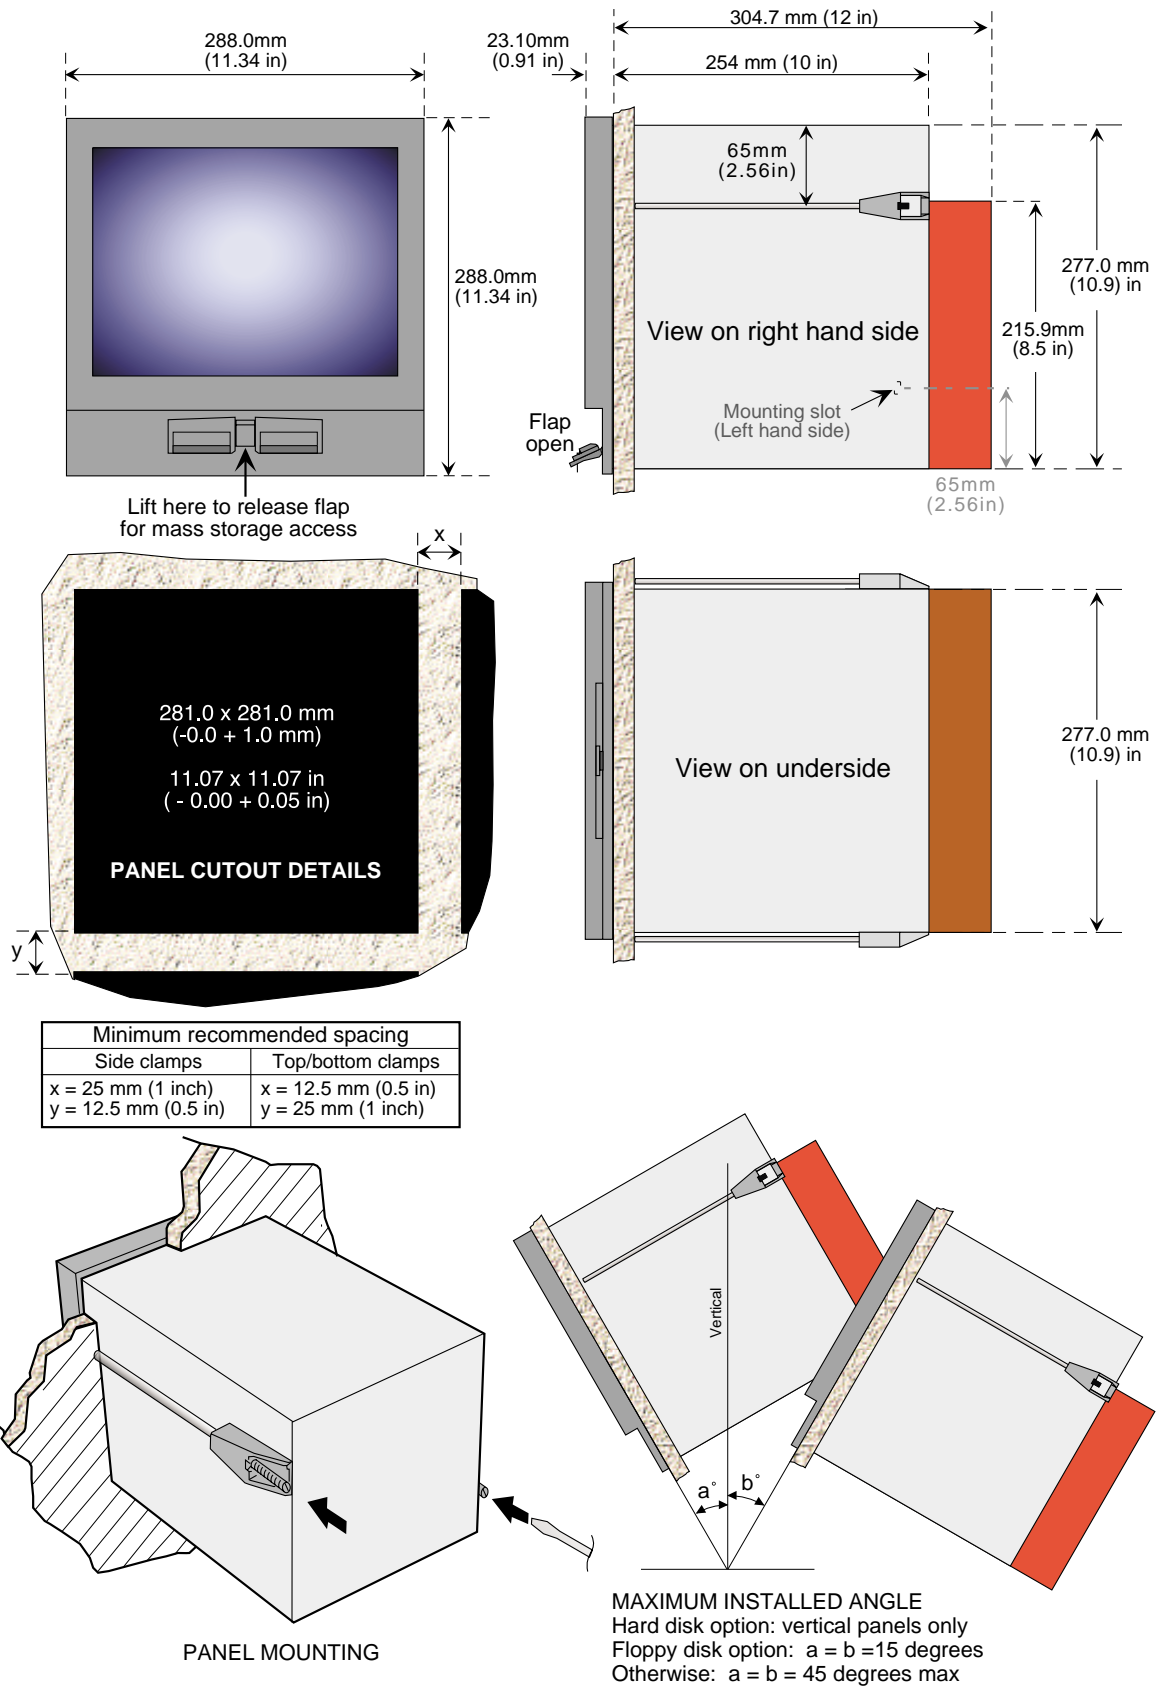 288.0mm
(11.34 in)
23.10mm
(0.91 in)
304.7 mm (12 in)
254 mm (10 in)
65mm
(2.56in)
288.0mm
(11.34 in)
277.0 mm
(10.9) in
215.9mm
(8.5 in)
View on right hand side
Mounting slot
(Left hand side)
Flap
open
65mm
(2.56in)
Lift here to release flap
for mass storage access
x
281.0 x 281.0 mm
(-0.0 + 1.0 mm)
11.07 x 11.07 in
( - 0.00 + 0.05 in)
PANEL CUTOUT DETAILS
y
View on underside
277.0 mm
(10.9) in
Minimum recommended spacing
Side clamps
Top/bottom clamps
x = 25 mm (1 inch)
y = 12.5 mm (0.5 in)
x = 12.5 mm (0.5 in)
y = 25 mm (1 inch)
Vertical
a°
b°
PANEL MOUNTING
MAXIMUM INSTALLED ANGLE
Hard disk option: vertical panels only
Floppy disk option:  a = b =15 degrees
Otherwise:  a = b = 45 degrees max